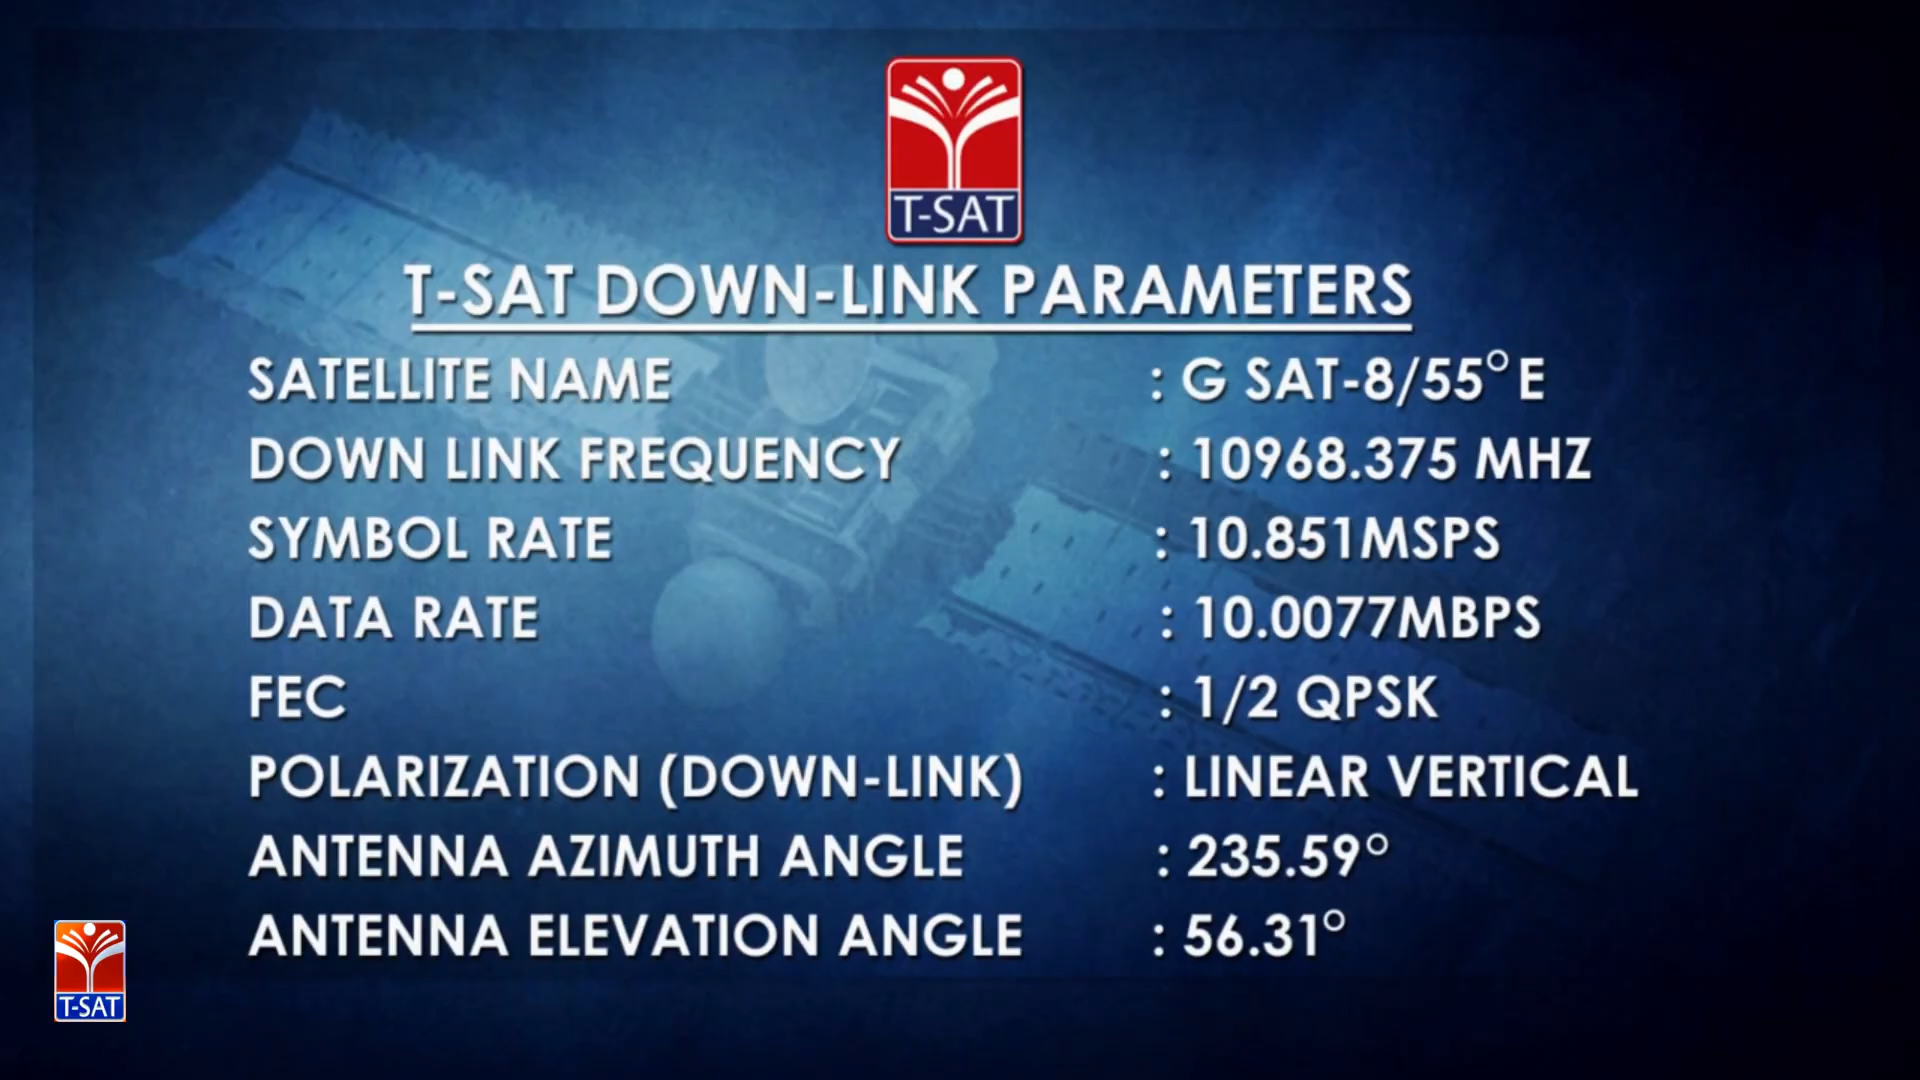 T-SAT
T-SAT DOWN-LINK PARAMETERS
SATELLITE NAME : G SAT-8/55°E
DOWN LINK FREQUENCY : 10968.375 MHZ
SYMBOL RATE : 10.851MSPS
DATA RATE : 10.0077MBPS
FEC : 1/2 QPSK
POLARIZATION (DOWN-LINK) : LINEAR VERTICAL
ANTENNA AZIMUTH ANGLE : 235.59°
ANTENNA ELEVATION ANGLE : 56.31°
T-SAT